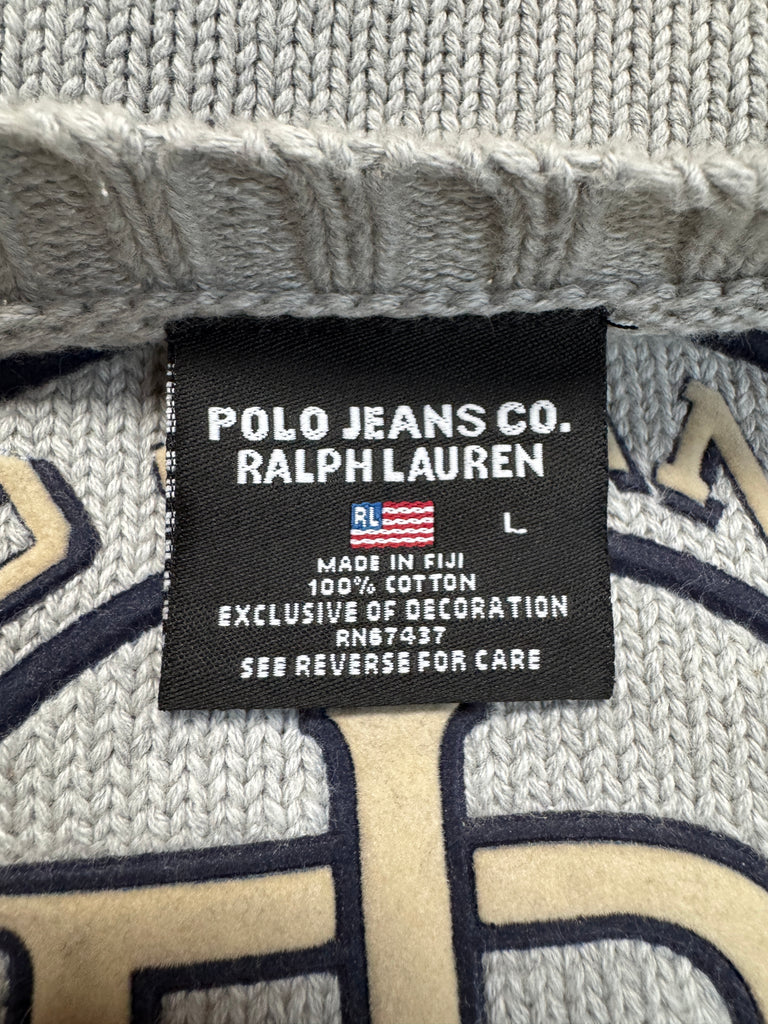 POLO JEANS CO.
RALPH LAUREN
RL
L
MADE IN FIJI
100% COTTON
EXCLUSIVE OF DECORATION
RN67437
SEE REVERSE FOR CARE